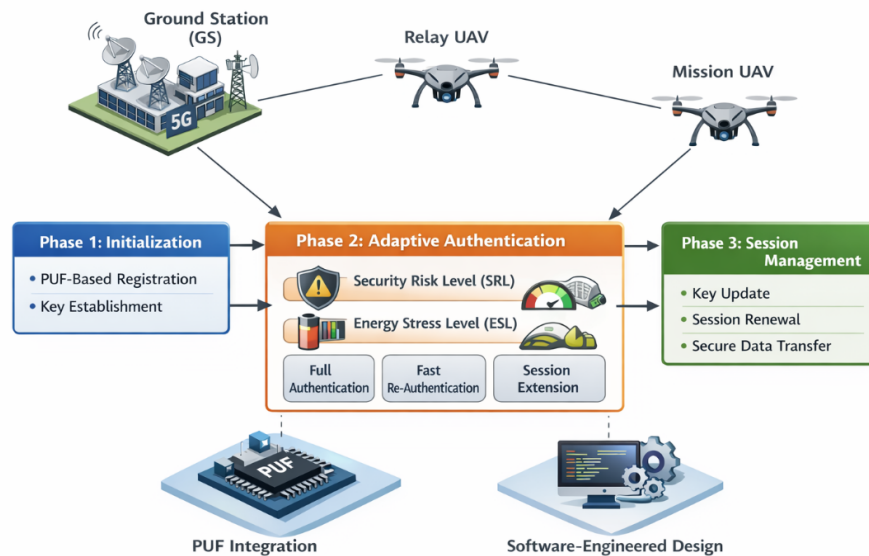 Ground Station
(GS)
Relay UAV
Mission UAV
5G
Phase 1: Initialization
• PUF-Based Registration
• Key Establishment
Phase 2: Adaptive Authentication
Security Risk Level (SRL)
Energy Stress Level (ESL)
Full
Authentication
Fast
Re-Authentication
Session
Extension
Phase 3: Session
Management
• Key Update
• Session Renewal
• Secure Data Transfer
PUF
PUF Integration
Software-Engineered Design